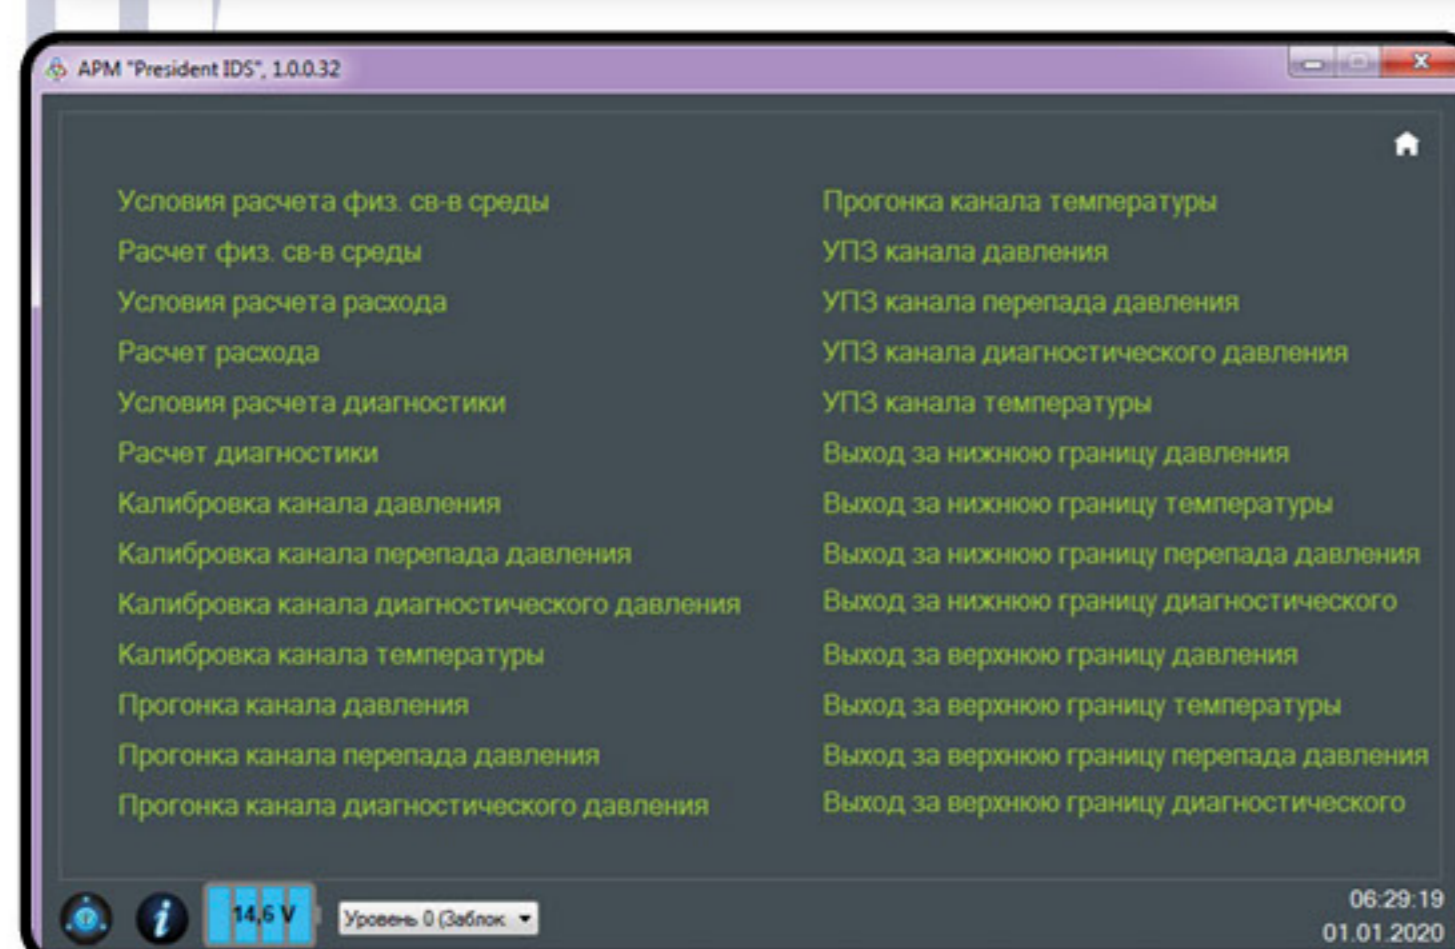 АРМ "President IDS", 1.0.0.32
Условия расчета физ. св-в среды
Расчет физ. св-в среды
Условия расчета расхода
Расчет расхода
Условия расчета диагностики
Расчет диагностики
Калибровка канала давления
Калибровка канала перепада давления
Калибровка канала диагностического давления
Калибровка канала температуры
Прогонка канала давления
Прогонка канала перепада давления
Прогонка канала диагностического давления
Прогонка канала температуры
УПЗ канала давления
УПЗ канала перепада давления
УПЗ канала диагностического давления
УПЗ канала температуры
Выход за нижнюю границу давления
Выход за нижнюю границу температуры
Выход за нижнюю границу перепада давления
Выход за нижнюю границу диагностического
Выход за верхнюю границу давления
Выход за верхнюю границу температуры
Выход за верхнюю границу перепада давления
Выход за верхнюю границу диагностического
i
14,6 V
Уровень 0 (Заблок
06:29:19
01.01.2020